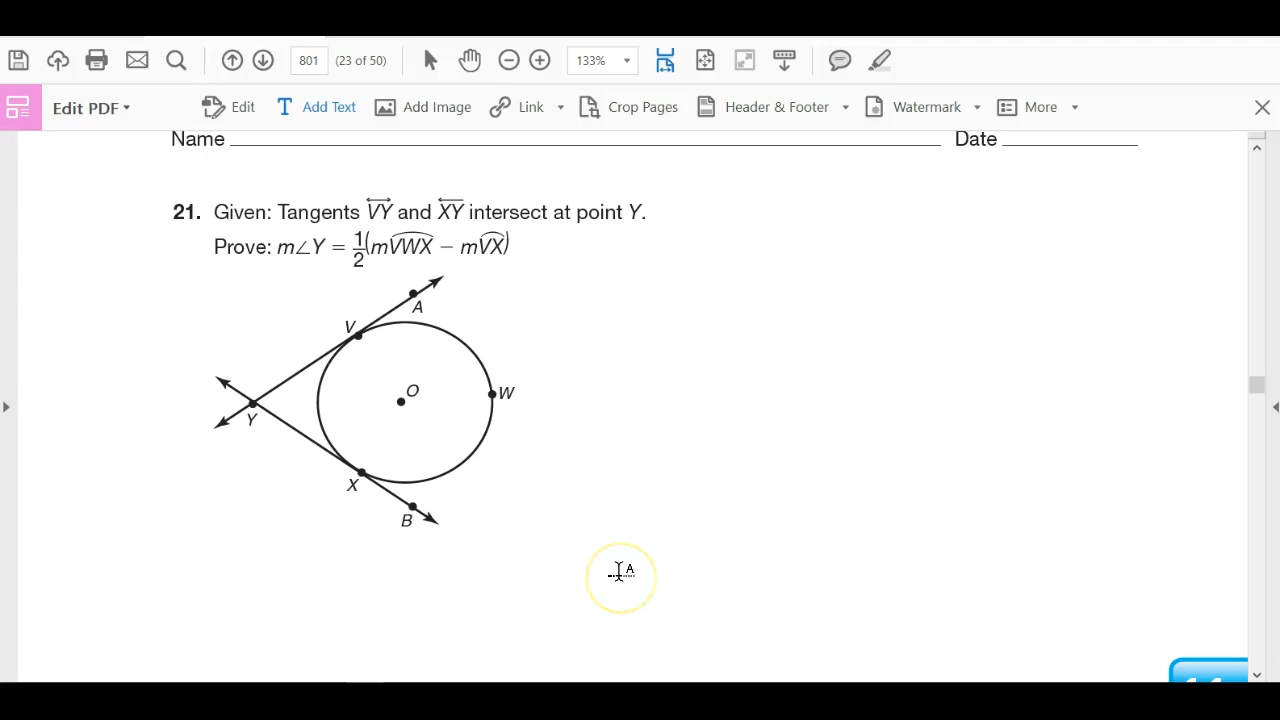 801 (23 of 50) 133%
Edit PDF Edit Add Text Add Image Link Crop Pages Header & Footer Watermark More
Name Date
21. Given: Tangents VY and XY intersect at point Y.
Prove: m∠Y = 1/2(mVWX − mVX)
A
V
O
W
Y
X
B
A